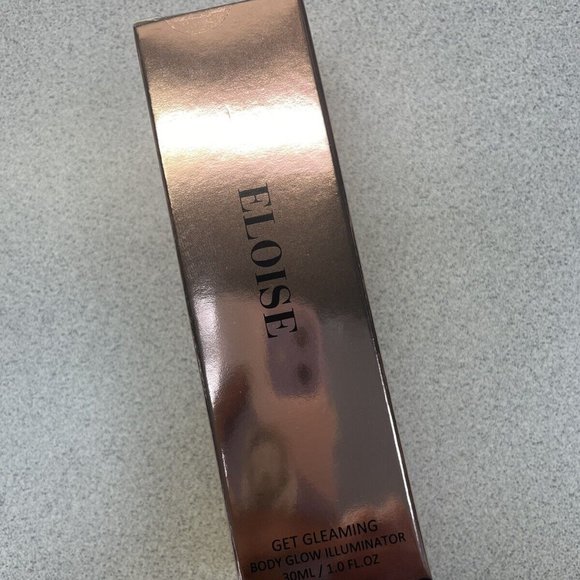 ELOISE
GET GLEAMING
BODY GLOW ILLUMINATOR
30ML / 1.0 FL.OZ